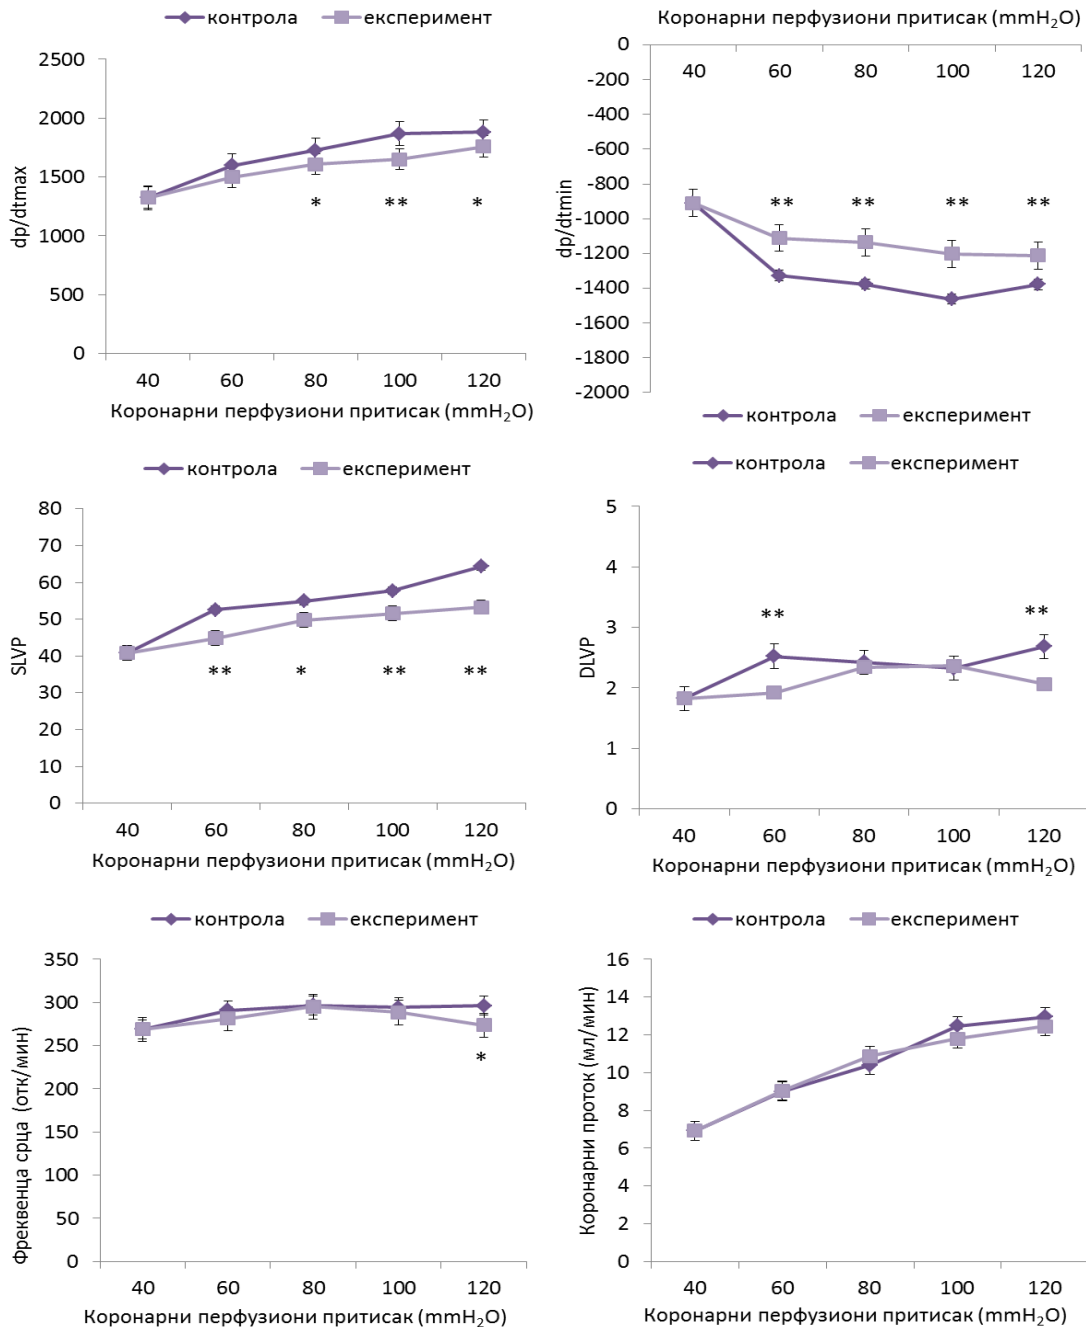 контрола експеримент
2500
2000
1500
1000
500
0
dp/dtmax
* ** *
40 60 80 100 120
Коронарни перфузиони притисак (mmH₂O)
Коронарни перфузиони притисак (mmH₂O)
0
-200
-400
-600
-800
-1000
-1200
-1400
-1600
-1800
-2000
40 60 80 100 120
dp/dtmin
** ** ** **
контрола експеримент
контрола експеримент
80
70
60
50
40
30
20
10
0
SLVP
** * ** **
40 60 80 100 120
Коронарни перфузиони притисак (mmH₂O)
контрола експеримент
5
4
3
2
1
0
DLVP
** **
40 60 80 100 120
Коронарни перфузиони притисак (mmH₂O)
контрола експеримент
350
300
250
200
150
100
50
0
Фреквенца срца (отк/мин)
*
40 60 80 100 120
Коронарни перфузиони притисак (mmH₂O)
контрола експеримент
16
14
12
10
8
6
4
2
0
Коронарни проток (мл/мин)
40 60 80 100 120
Коронарни перфузиони притисак (mmH₂O)